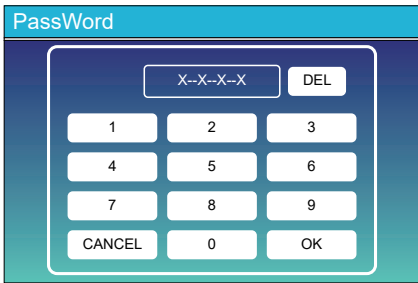 PassWord
X--X--X--X DEL
1 2 3
4 5 6
7 8 9
CANCEL 0 OK